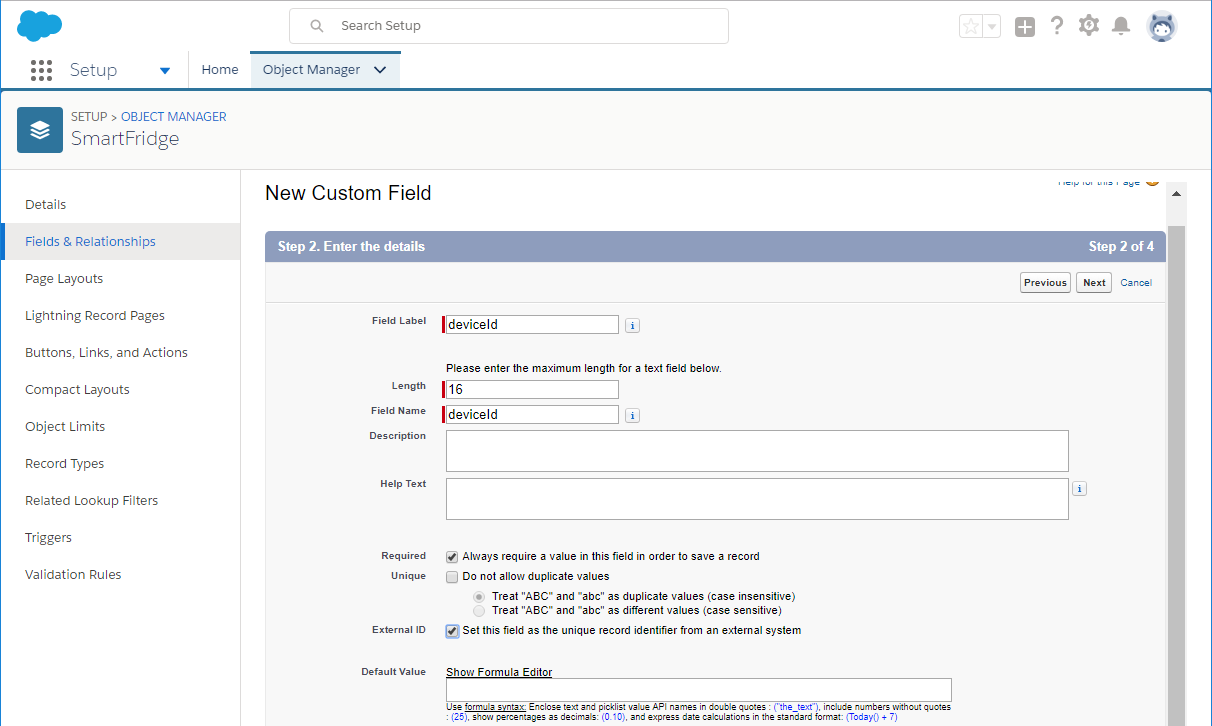 Search Setup
Setup
Home
Object Manager
SETUP > OBJECT MANAGER
SmartFridge
Details
Fields & Relationships
Page Layouts
Lightning Record Pages
Buttons, Links, and Actions
Compact Layouts
Object Limits
Record Types
Related Lookup Filters
Triggers
Validation Rules
New Custom Field
Help for this Page
Step 2. Enter the details
Step 2 of 4
Previous
Next
Cancel
Field Label
deviceId
i
Please enter the maximum length for a text field below.
Length
16
Field Name
deviceId
i
Description
Help Text
i
Required
Always require a value in this field in order to save a record
Unique
Do not allow duplicate values
Treat "ABC" and "abc" as duplicate values (case insensitive)
Treat "ABC" and "abc" as different values (case sensitive)
External ID
Set this field as the unique record identifier from an external system
Default Value
Show Formula Editor
Use formula syntax: Enclose text and picklist value API names in double quotes : ("the_text"), include numbers without quotes
: (25), show percentages as decimals: (0.10), and express date calculations in the standard format: (Today() + 7)